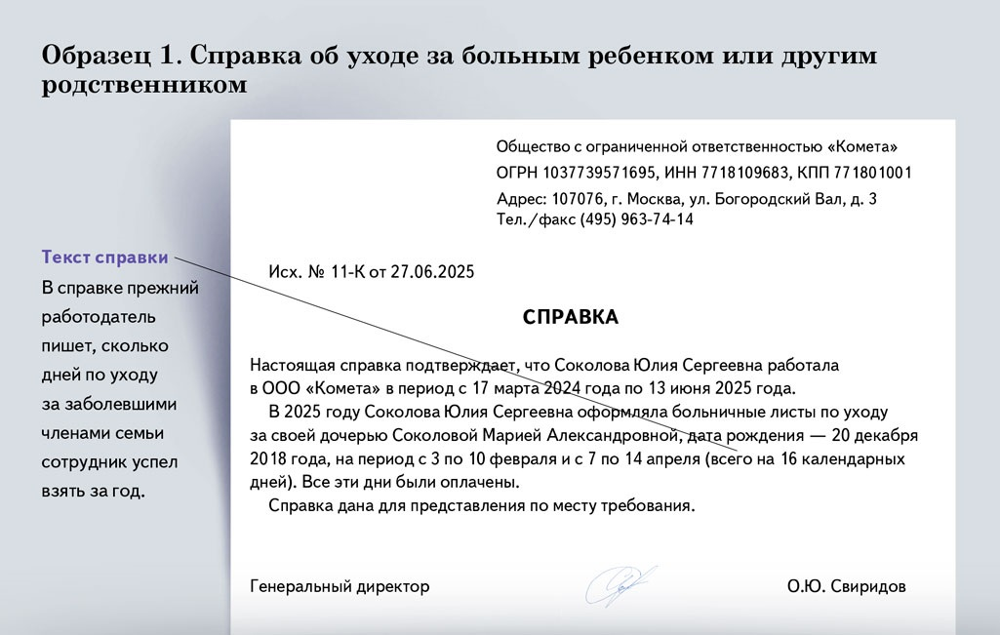 Образец 1. Справка об уходе за больным ребенком или другим
родственником
Общество с ограниченной ответственностью «Комета»
ОГРН 1037739571695, ИНН 7718109683, КПП 771801001
Адрес: 107076, г. Москва, ул. Богородский Вал, д. 3
Тел./факс (495) 963-74-14
Текст справки
В справке прежний
работодатель
пишет, сколько
дней по уходу
за заболевшими
членами семьи
сотрудник успел
взять за год.
Исх. № 11-К от 27.06.2025
СПРАВКА
Настоящая справка подтверждает, что Соколова Юлия Сергеевна работала
в ООО «Комета» в период с 17 марта 2024 года по 13 июня 2025 года.
В 2025 году Соколова Юлия Сергеевна оформляла больничные листы по уходу
за своей дочерью Соколовой Марией Александровной, дата рождения — 20 декабря
2018 года, на период с 3 по 10 февраля и с 7 по 14 апреля (всего на 16 календарных
дней). Все эти дни были оплачены.
Справка дана для представления по месту требования.
Генеральный директор О.Ю. Свиридов